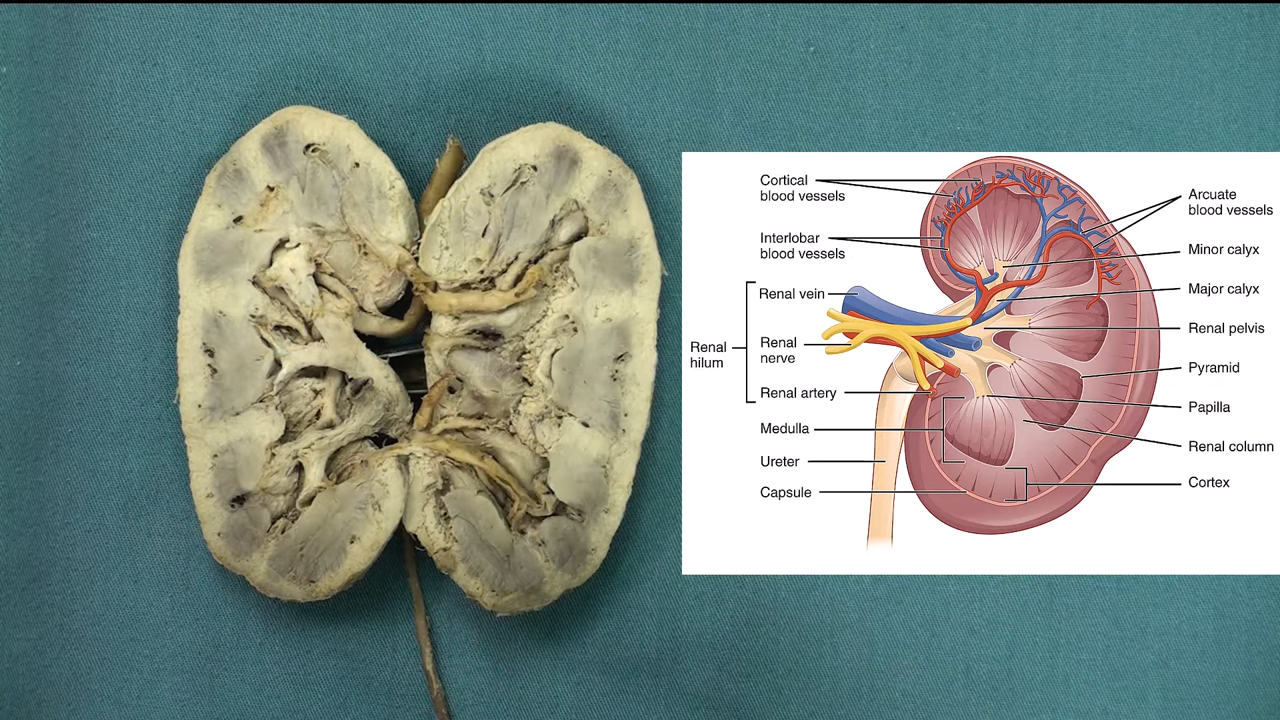 Cortical
blood vessels
Interlobar
blood vessels
Renal vein
Renal
hilum
Renal
nerve
Renal artery
Medulla
Ureter
Capsule
Arcuate
blood vessels
Minor calyx
Major calyx
Renal pelvis
Pyramid
Papilla
Renal column
Cortex